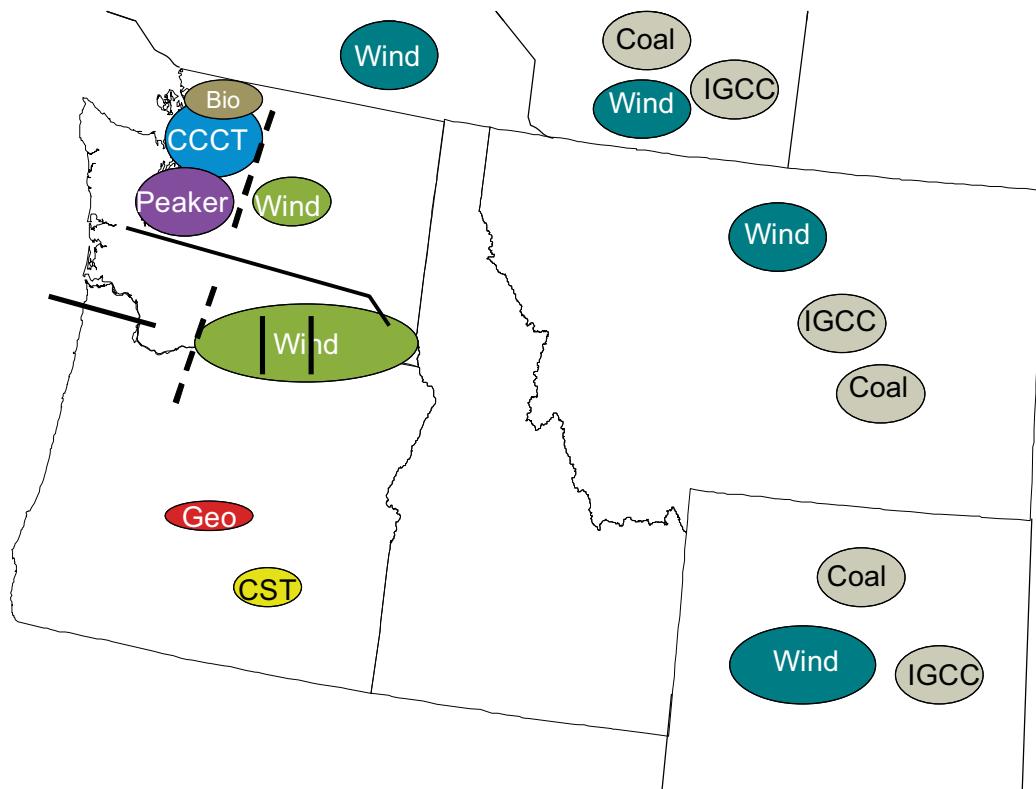 Coal
Wind
IGCC
Wind
Bio
CCCT
Peaker
Wind
Wind
IGCC
Wind
Coal
Geo
Coal
CST
Wind
IGCC